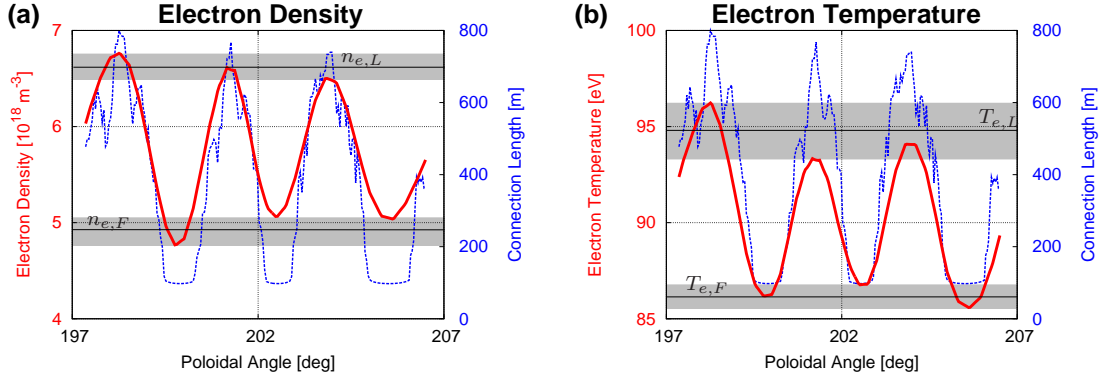 (a) Electron Density
7
6
5
4
Electron Density [10^18 m^-3]
n_{e,L}
n_{e,F}
800
600
400
200
0
Connection Length [m]
197 202 207
Poloidal Angle [deg]
(b) Electron Temperature
100
95
90
85
Electron Temperature [eV]
T_{e,L}
T_{e,F}
800
600
400
200
0
Connection Length [m]
197 202 207
Poloidal Angle [deg]